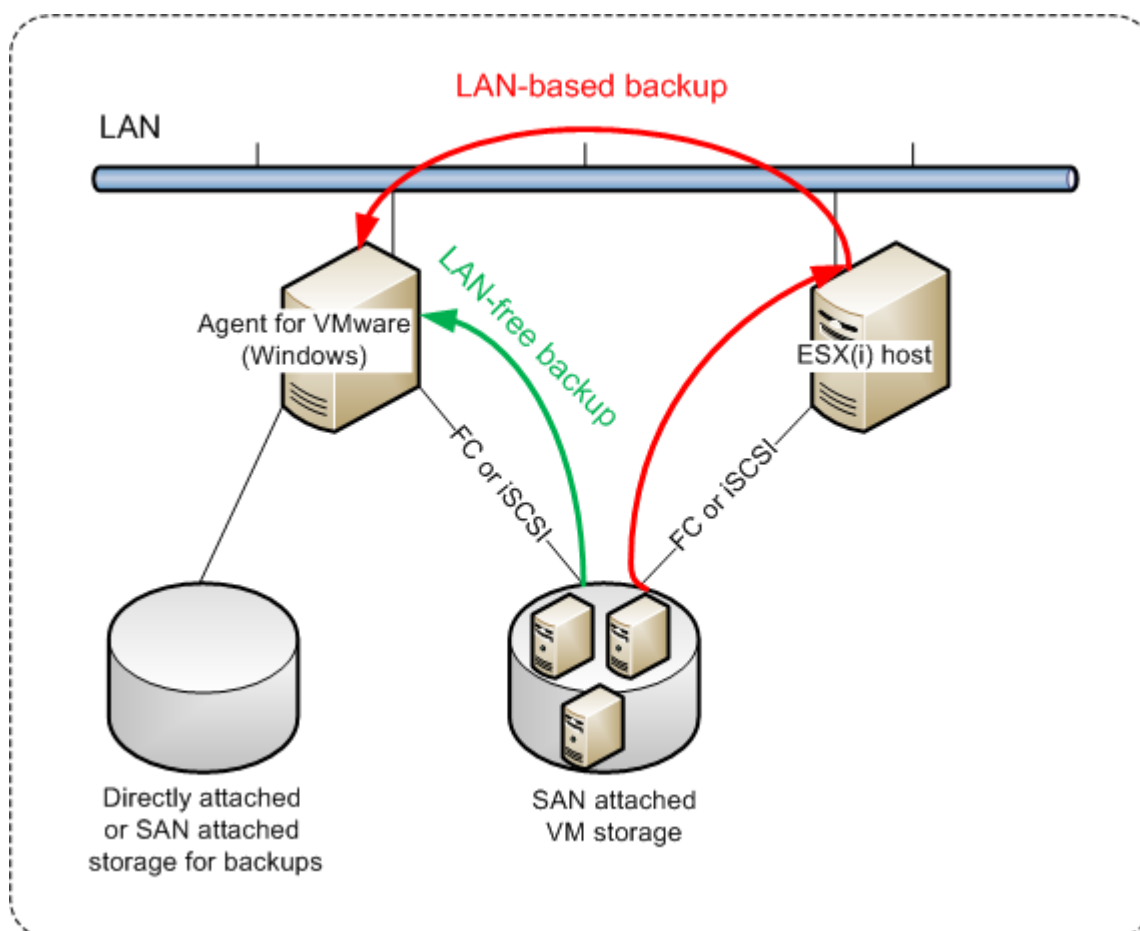 LAN-based backup
LAN
LAN-free backup
Agent for VMware
(Windows)
ESX(i) host
FC or iSCSI
FC or iSCSI
Directly attached
or SAN attached
storage for backups
SAN attached
VM storage